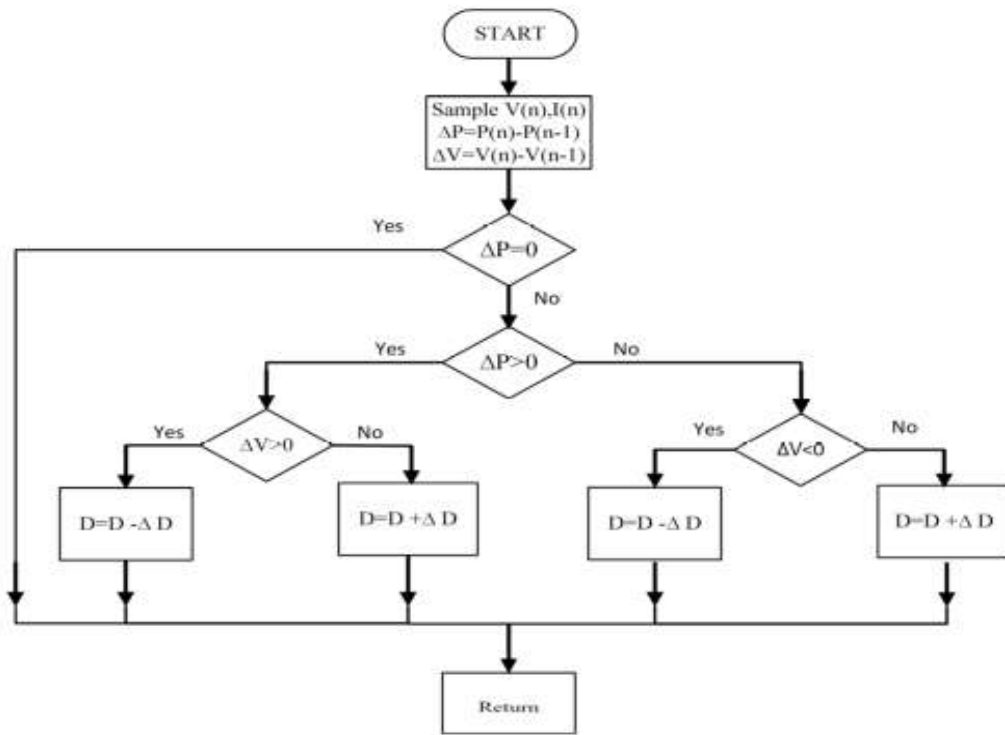 START
Sample V(n),I(n)
ΔP=P(n)-P(n-1)
ΔV=V(n)-V(n-1)
Yes
ΔP=0
No
Yes
ΔP>0
No
Yes
ΔV>0
No
Yes
ΔV<0
No
D=D -Δ D
D=D +Δ D
D=D -Δ D
D=D +Δ D
Return